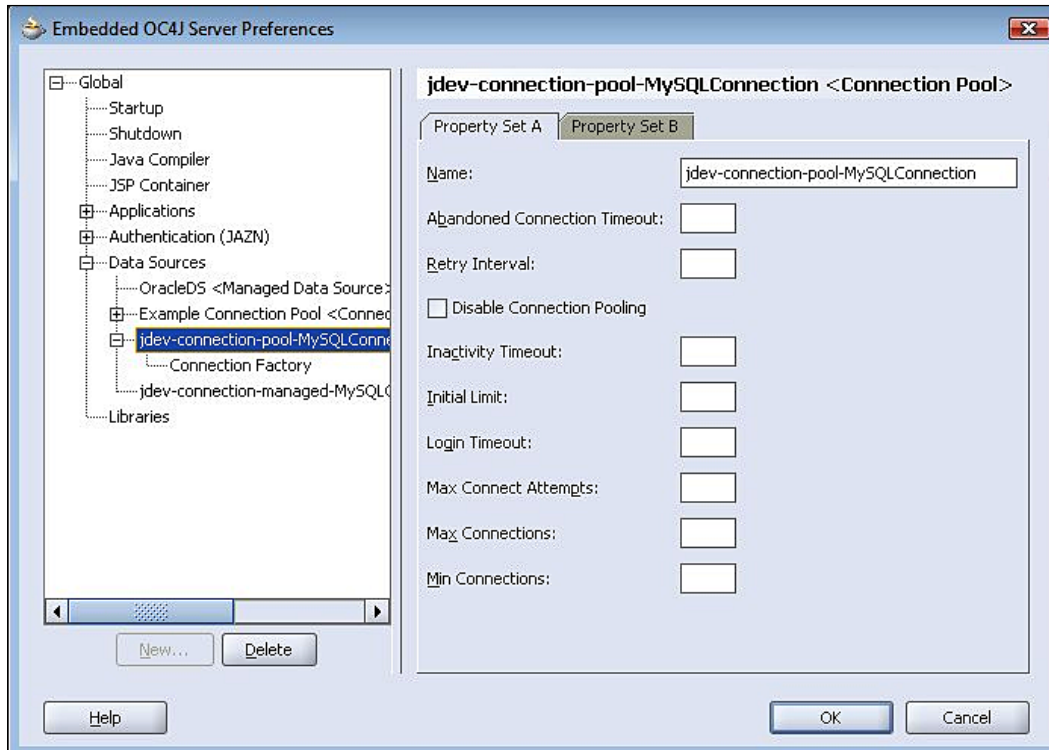 Embedded OC4J Server Preferences
Global
Startup
Shutdown
Java Compiler
JSP Container
Applications
Authentication (JAZN)
Data Sources
OracleDS <Managed Data Source>
Example Connection Pool <Connec
jdev-connection-pool-MySQLConne
Connection Factory
jdev-connection-managed-MySQLC
Libraries
New...
Delete
jdev-connection-pool-MySQLConnection <Connection Pool>
Property Set A
Property Set B
Name:
jdev-connection-pool-MySQLConnection
Abandoned Connection Timeout:
Retry Interval:
Disable Connection Pooling
Inactivity Timeout:
Initial Limit:
Login Timeout:
Max Connect Attempts:
Max Connections:
Min Connections:
Help
OK
Cancel